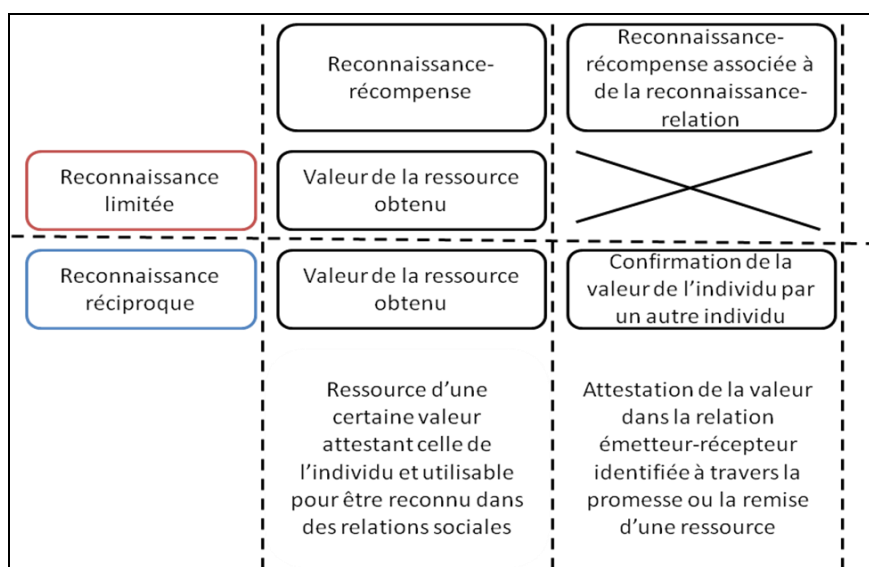 Reconnaissance-
récompense
Reconnaissance-
récompense associée à
de la reconnaissance-
relation
Reconnaissance
limitée
Valeur de la ressource
obtenu
Reconnaissance
réciproque
Valeur de la ressource
obtenu
Confirmation de la
valeur de l’individu par
un autre individu
Ressource d’une
certaine valeur
attestant celle de
l’individu et utilisable
pour être reconnu dans
des relations sociales
Attestation de la valeur
dans la relation
émetteur-récepteur
identifiée à travers la
promesse ou la remise
d’une ressource